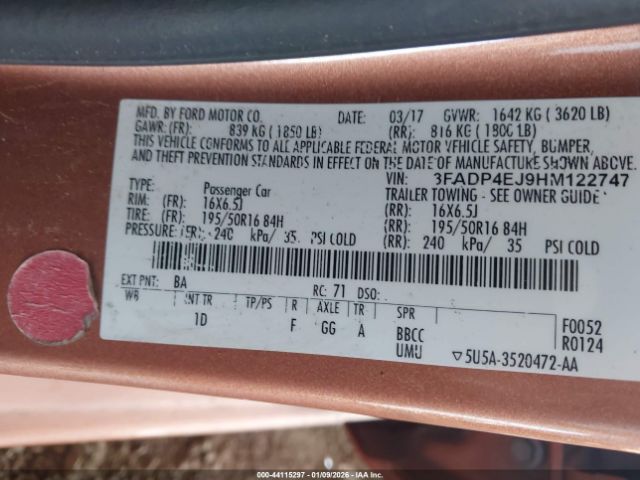 MFD. BY FORD MOTOR CO. DATE: 03/17 GVWR: 1642 KG ( 3620 LB)
GAWR: (FR): 839 KG ( 1850 LB) (RR): 816 KG ( 1800 LB)
THIS VEHICLE CONFORMS TO ALL APPLICABLE FEDERAL MOTOR VEHICLE SAFETY, BUMPER,
AND THEFT PREVENTION STANDARDS IN EFFECT ON THE DATE OF MANUFACTURE SHOWN ABOVE.
VIN: 3FADP4EJ9HM122747
TYPE: Passenger Car TRAILER TOWING - SEE OWNER GUIDE
RIM: (FR) 16X6.5J (RR) 16X6.5J
TIRE: (FR) 195/50R16 84H (RR) 195/50R16 84H
PRESSURE: (FR): 240 kPa/ 35 PSI COLD (RR) 240 kPa/ 35 PSI COLD
EXT PNT: BA RC: 71 DSO:
WB INT TR TP/PS R AXLE TR SPR
1D F GG A BBCC F0052
UMU R0124
▽5U5A-3520472-AA
00-44115297 - 01/09/2026 - IAAI.CA